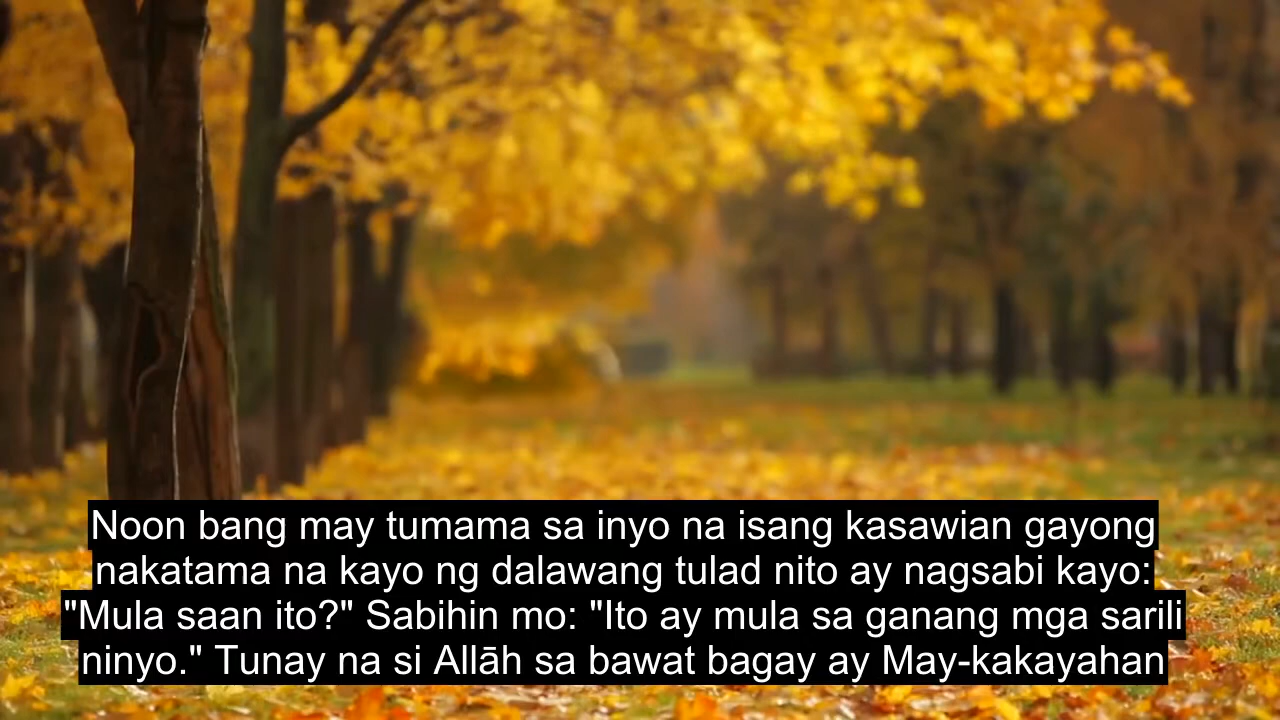 Noon bang may tumama sa inyo na isang kasawian gayong
nakatama na kayo ng dalawang tulad nito ay nagsabi kayo:
"Mula saan ito?" Sabihin mo: "Ito ay mula sa ganang mga sarili
ninyo." Tunay na si Allāh sa bawat bagay ay May-kakayahan